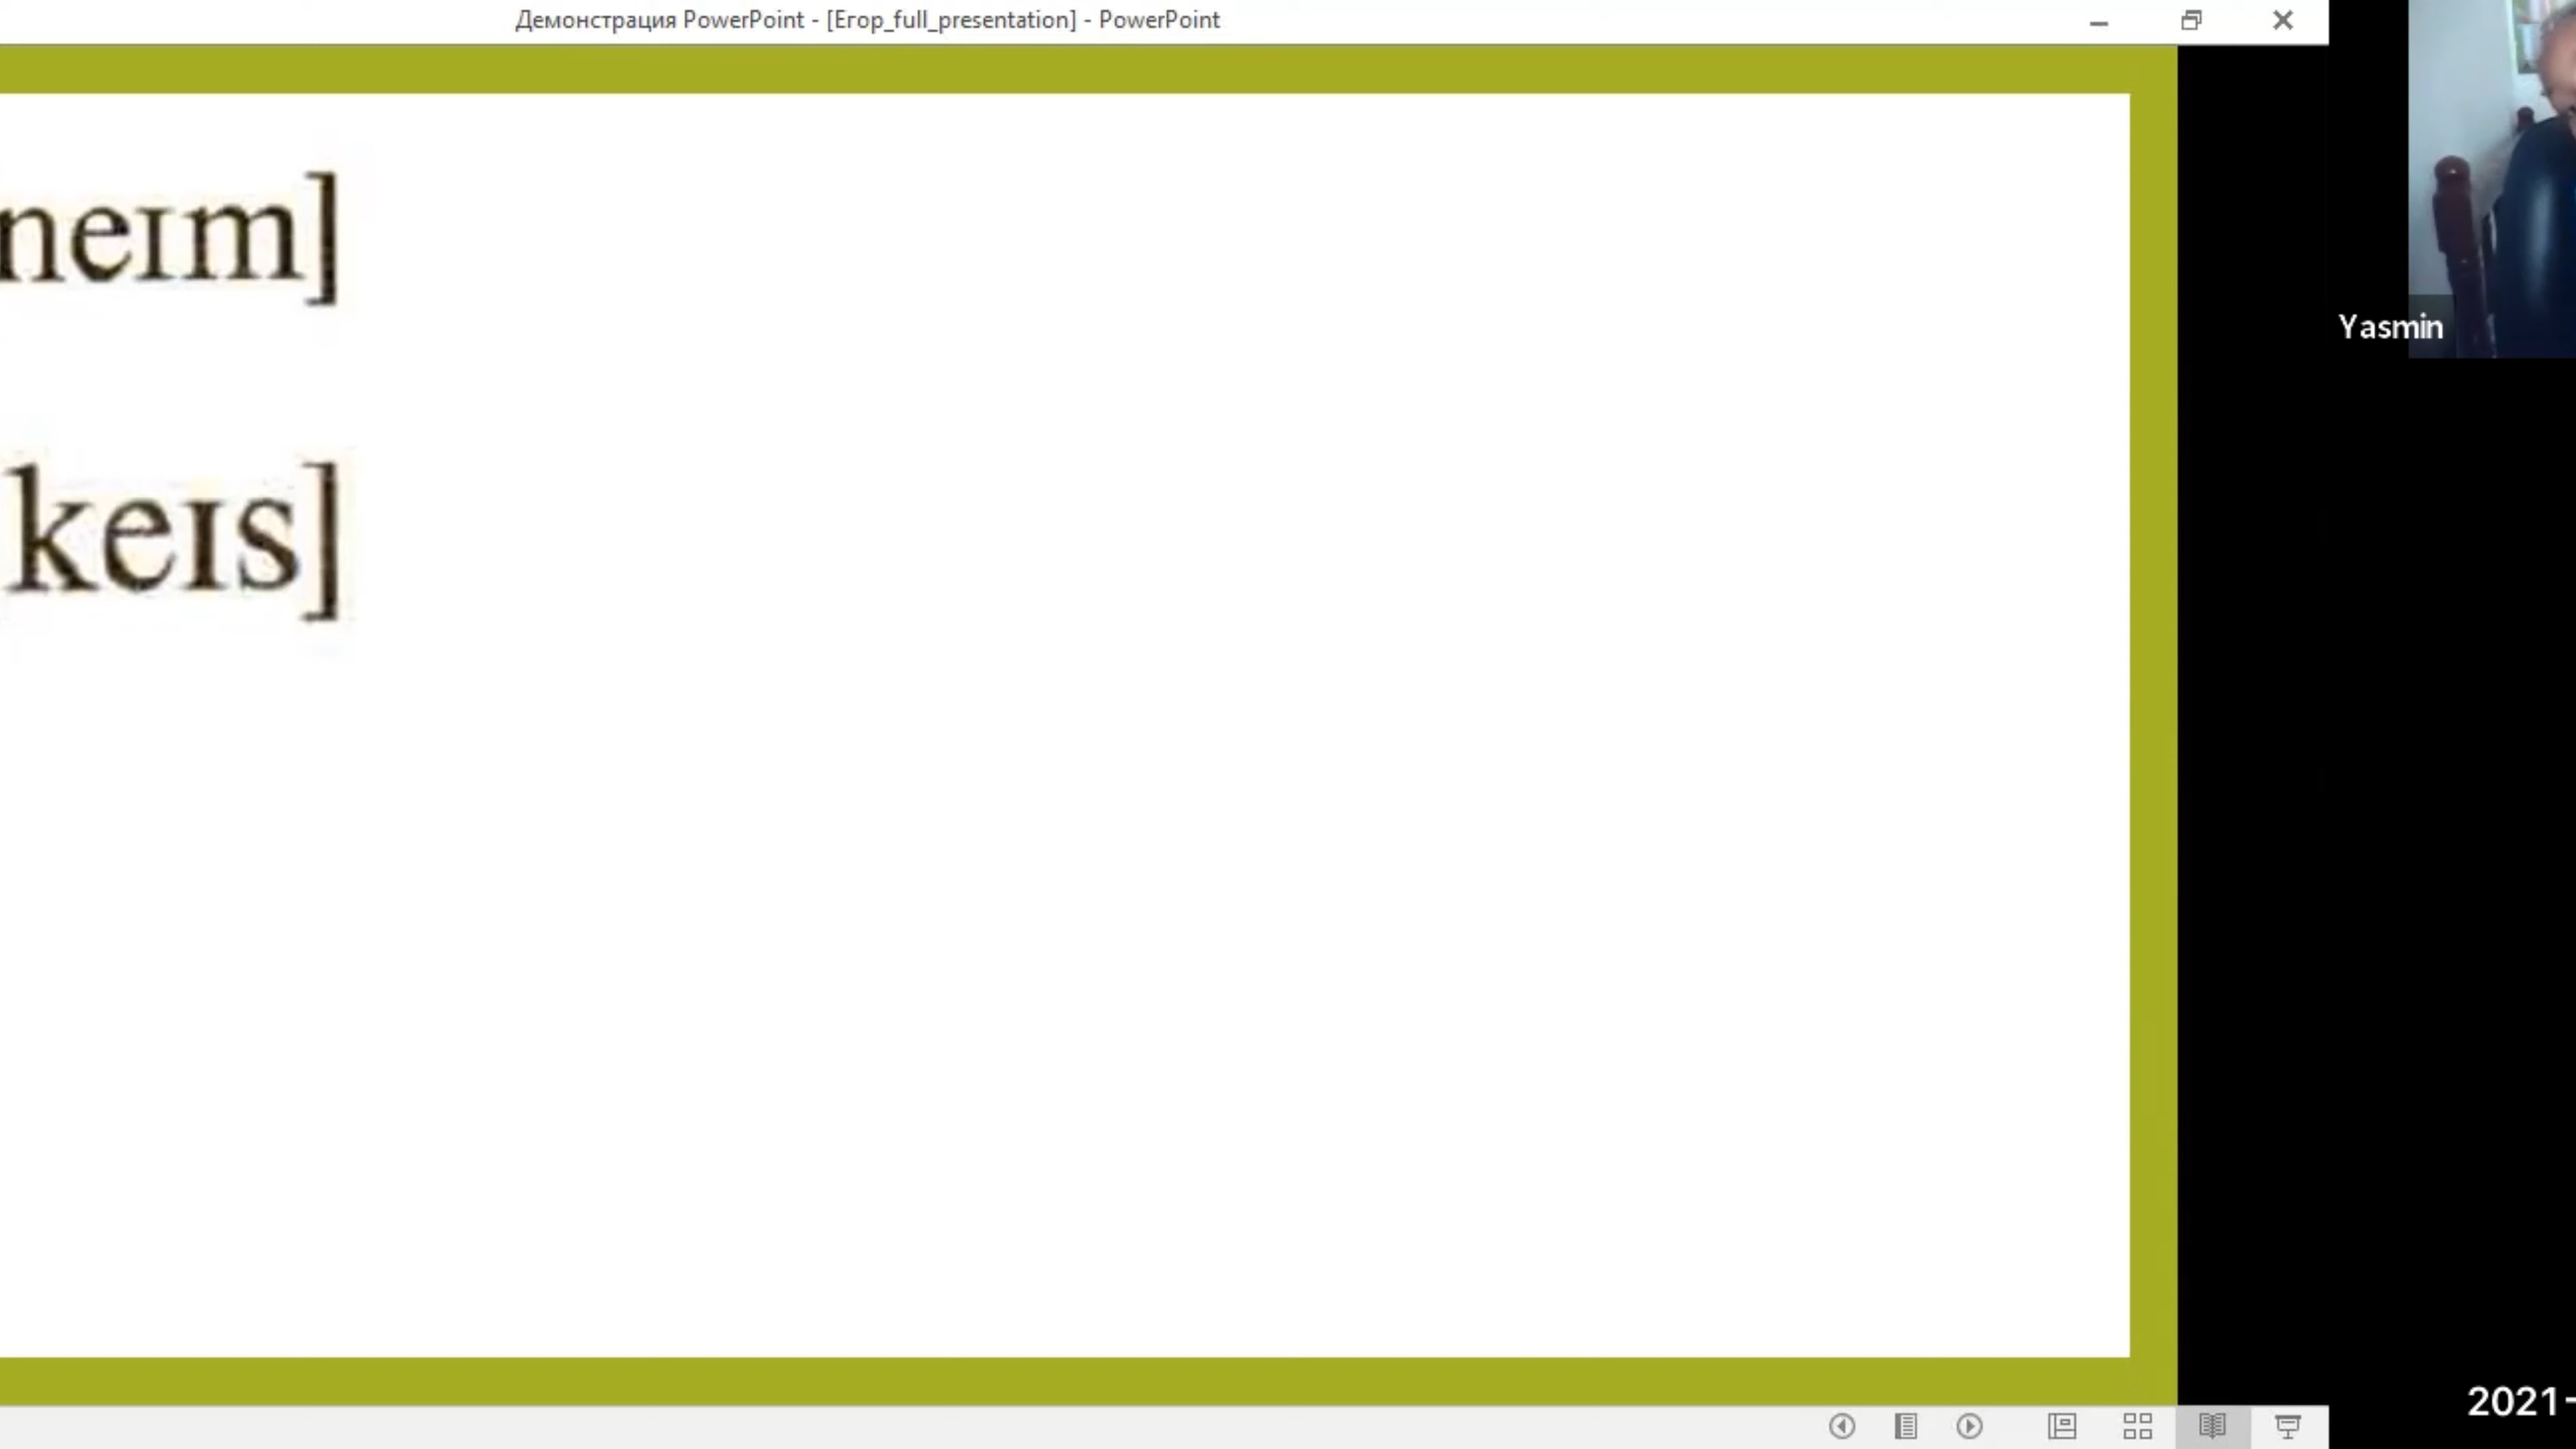 Демонстрация PowerPoint - [Егор_full_presentation] - PowerPoint
neɪm]
keɪs]
Yasmin
2021-